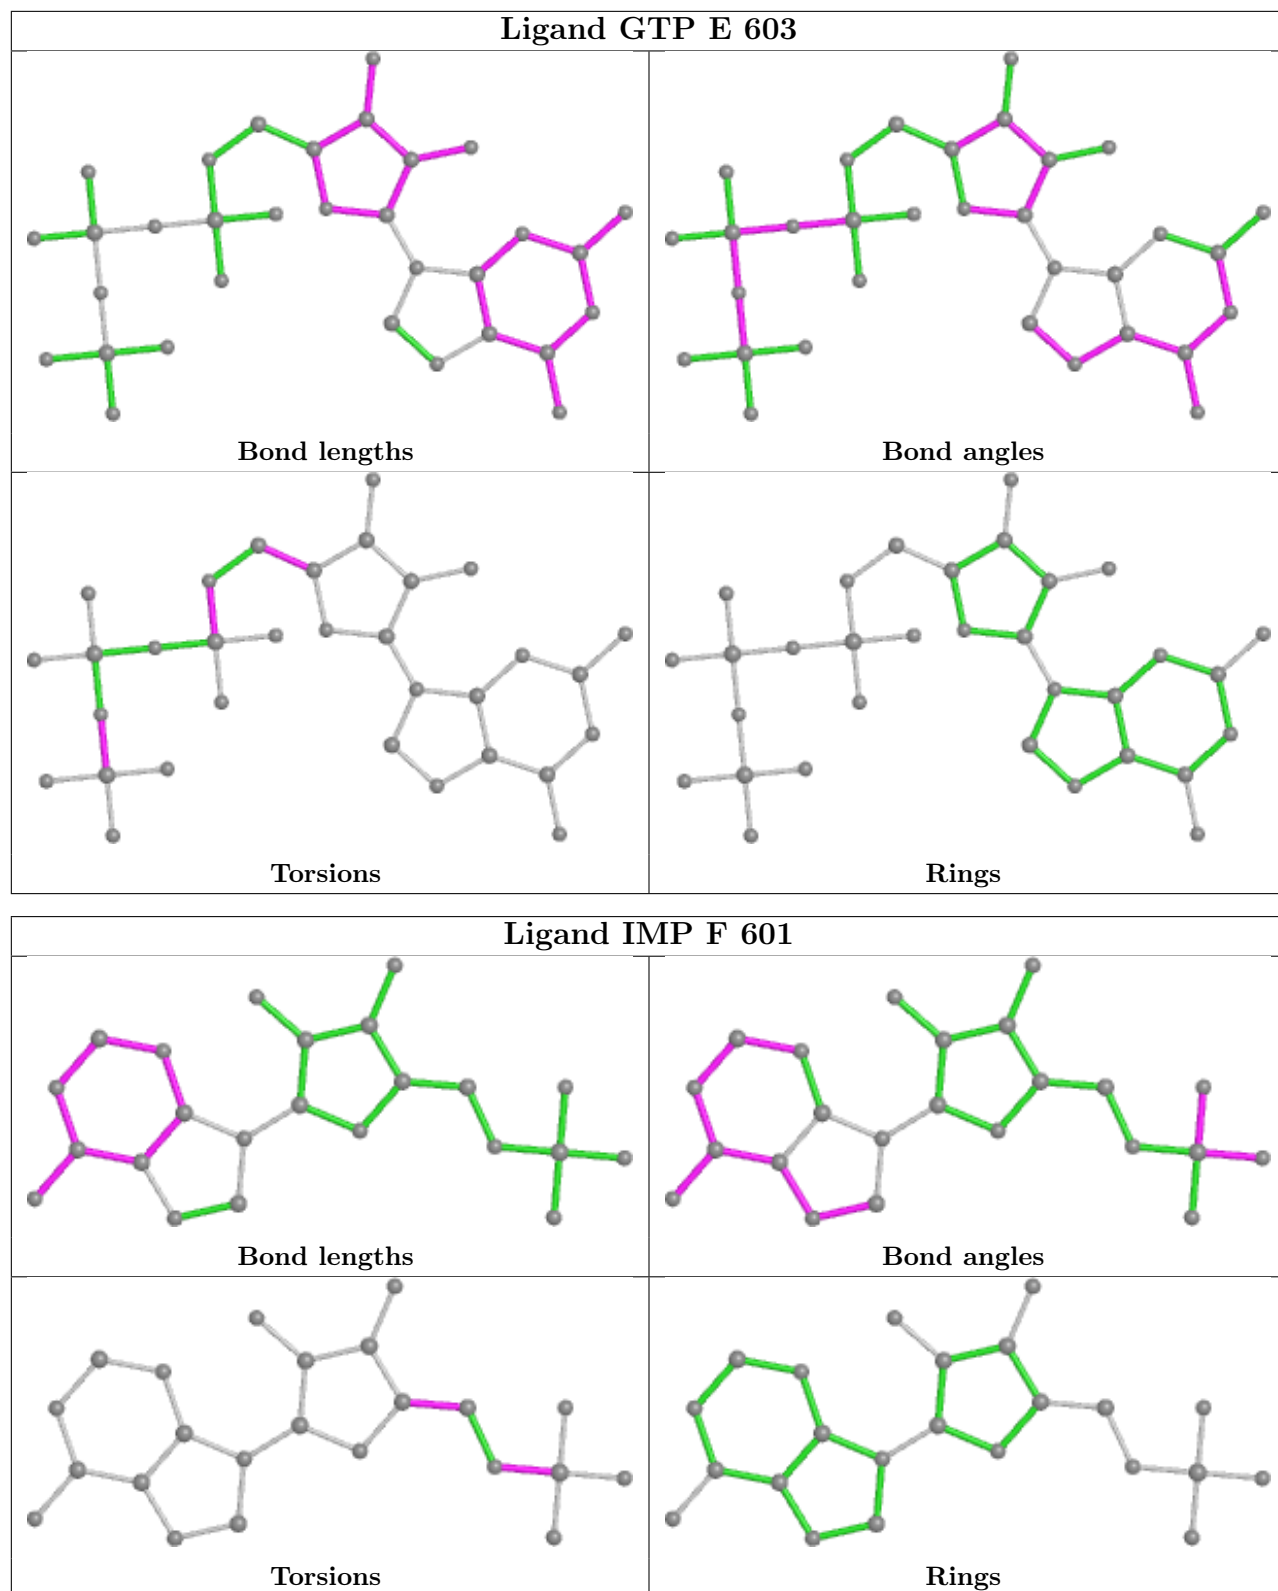 Ligand GTP E 603
Bond lengths
Bond angles
Torsions
Rings
Ligand IMP F 601
Bond lengths
Bond angles
Torsions
Rings